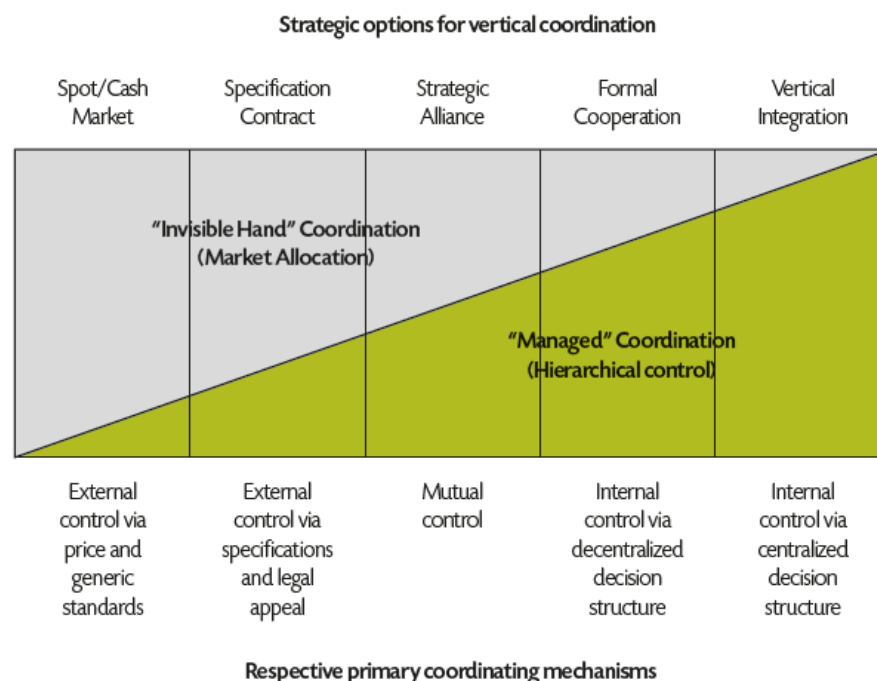 Strategic options for vertical coordination
Spot/Cash
Market
Specification
Contract
Strategic
Alliance
Formal
Cooperation
Vertical
Integration
"Invisible Hand" Coordination
(Market Allocation)
"Managed" Coordination
(Hierarchical control)
External
control via
price and
generic
standards
External
control via
specifications
and legal
appeal
Mutual
control
Internal
control via
decentralized
decision
structure
Internal
control via
centralized
decision
structure
Respective primary coordinating mechanisms